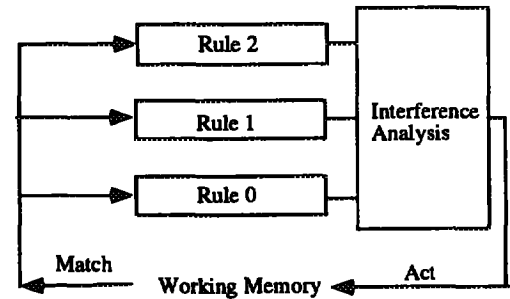 Rule 2
Rule 1
Interference
Analysis
Rule 0
Match
Working Memory
Act